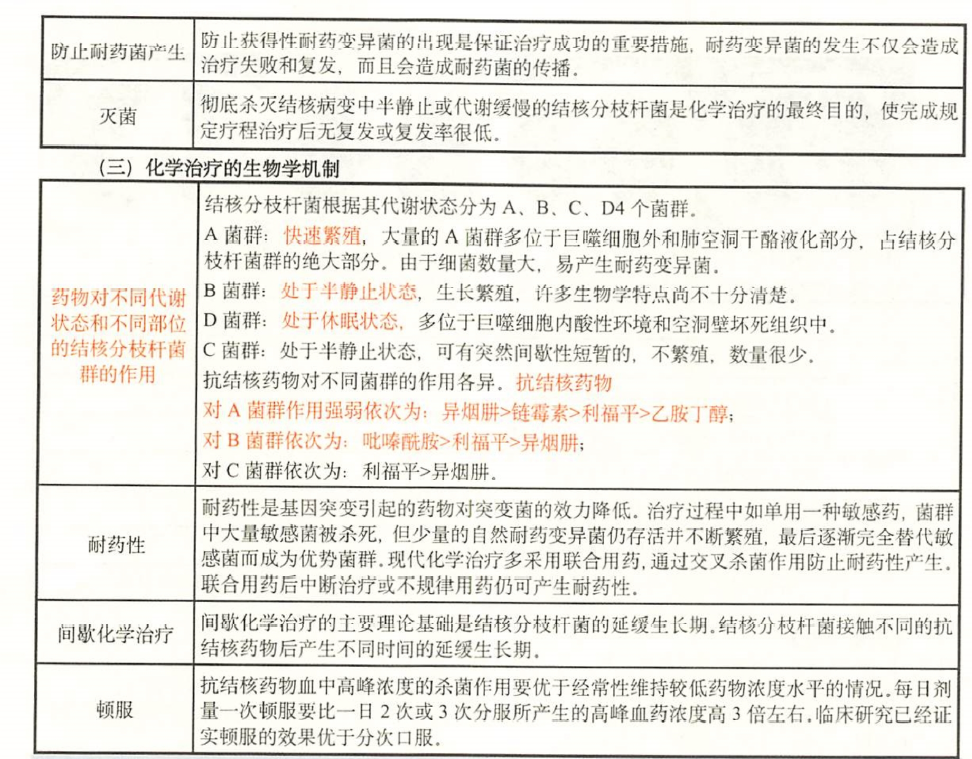 防止耐药菌产生
防止获得性耐药变异菌的出现是保证治疗成功的重要措施，耐药变异菌的发生不仅会造成
治疗失败和复发，而且会造成耐药菌的传播。
灭菌
彻底杀灭结核病变中半静止或代谢缓慢的结核分枝杆菌是化学治疗的最终目的，使完成规
定疗程治疗后无复发或复发率很低。
（三）化学治疗的生物学机制
药物对不同代谢
状态和不同部位
的结核分枝杆菌
群的作用
结核分枝杆菌根据其代谢状态分为 A、B、C、D4 个菌群。
A 菌群：快速繁殖，大量的 A 菌群多位于巨噬细胞外和肺空洞干酪液化部分，占结核分
枝杆菌群的绝大部分。由于细菌数量大，易产生耐药变异菌。
B 菌群：处于半静止状态，生长繁殖，许多生物学特点尚不十分清楚。
D 菌群：处于休眠状态，多位于巨噬细胞内酸性环境和空洞壁坏死组织中。
C 菌群：处于半静止状态，可有突然间歇性短暂的，不繁殖，数量很少。
抗结核药物对不同菌群的作用各异。抗结核药物
对 A 菌群作用强弱依次为：异烟肼>链霉素>利福平>乙胺丁醇；
对 B 菌群依次为：吡嗪酰胺>利福平>异烟肼；
对 C 菌群依次为：利福平>异烟肼。
耐药性
耐药性是基因突变引起的药物对突变菌的效力降低。治疗过程中如单用一种敏感药，菌群
中大量敏感菌被杀死，但少量的自然耐药变异菌仍存活并不断繁殖，最后逐渐完全替代敏
感菌而成为优势菌群。现代化学治疗多采用联合用药，通过交叉杀菌作用防止耐药性产生。
联合用药后中断治疗或不规律用药仍可产生耐药性。
间歇化学治疗
间歇化学治疗的主要理论基础是结核分枝杆菌的延缓生长期。结核分枝杆菌接触不同的抗
结核药物后产生不同时间的延缓生长期。
顿服
抗结核药物血中高峰浓度的杀菌作用要优于经常性维持较低药物浓度水平的情况。每日剂
量一次顿服要比一日 2 次或 3 次分服所产生的高峰血药浓度高 3 倍左右。临床研究已经证
实顿服的效果优于分次口服。